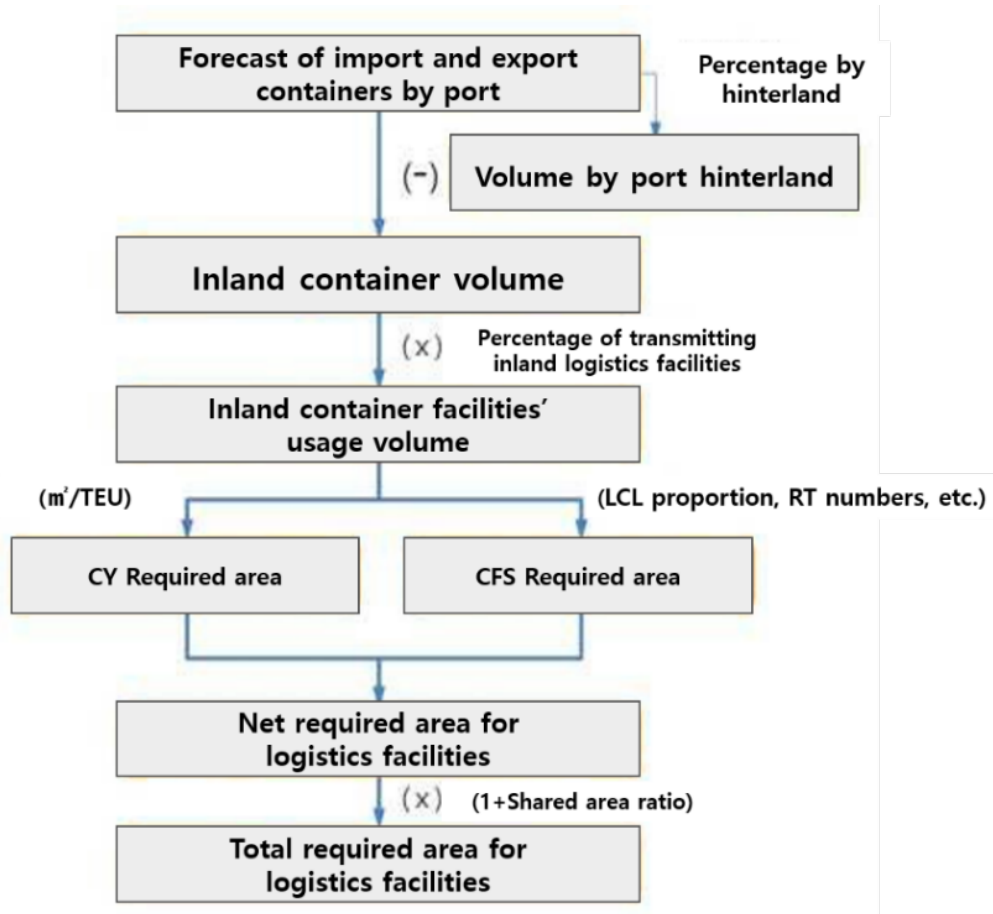 Forecast of import and export
containers by port
Percentage by
hinterland
(-)
Volume by port hinterland
Inland container volume
(x)
Percentage of transmitting
inland logistics facilities
Inland container facilities’
usage volume
(㎡/TEU)
(LCL proportion, RT numbers, etc.)
CY Required area
CFS Required area
Net required area for
logistics facilities
(x)
(1+Shared area ratio)
Total required area for
logistics facilities